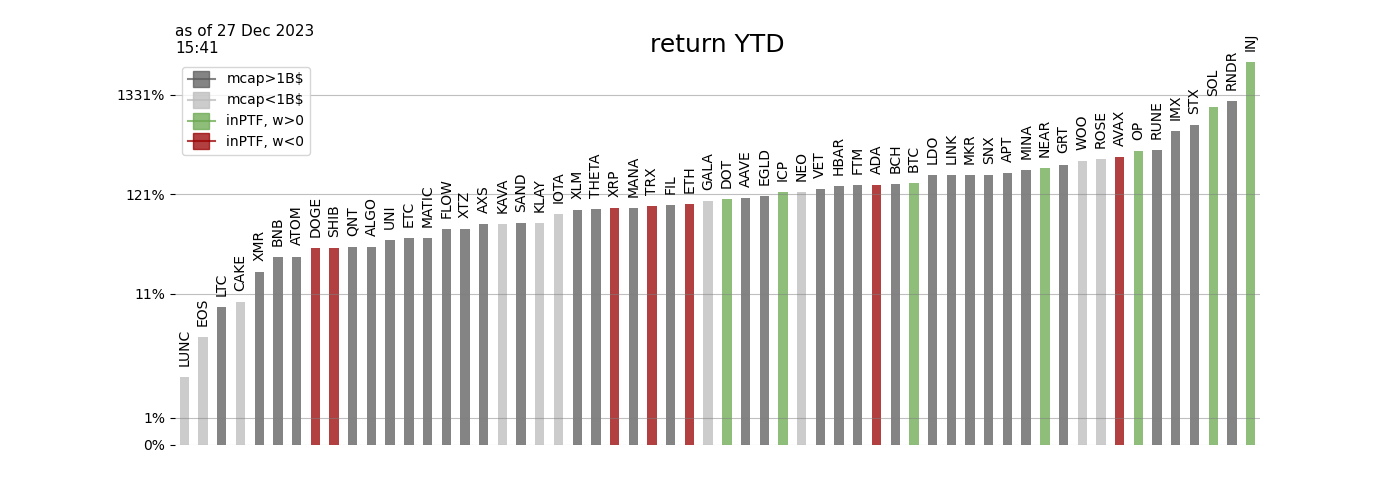 as of 27 Dec 2023
15:41
return YTD
mcap>1B$
mcap<1B$
inPTF, w>0
inPTF, w<0
1331%
121%
11%
1%
0%
LUNC
EOS
LTC
CAKE
XMR
BNB
ATOM
DOGE
SHIB
QNT
ALGO
UNI
ETC
MATIC
FLOW
XTZ
AXS
KAVA
SAND
KLAY
IOTA
XLM
THETA
XRP
MANA
TRX
FIL
ETH
GALA
DOT
AAVE
EGLD
ICP
NEO
VET
HBAR
FTM
ADA
BCH
BTC
LDO
LINK
MKR
SNX
APT
MINA
NEAR
GRT
WOO
ROSE
AVAX
OP
RUNE
IMX
STX
SOL
RNDR
INJ